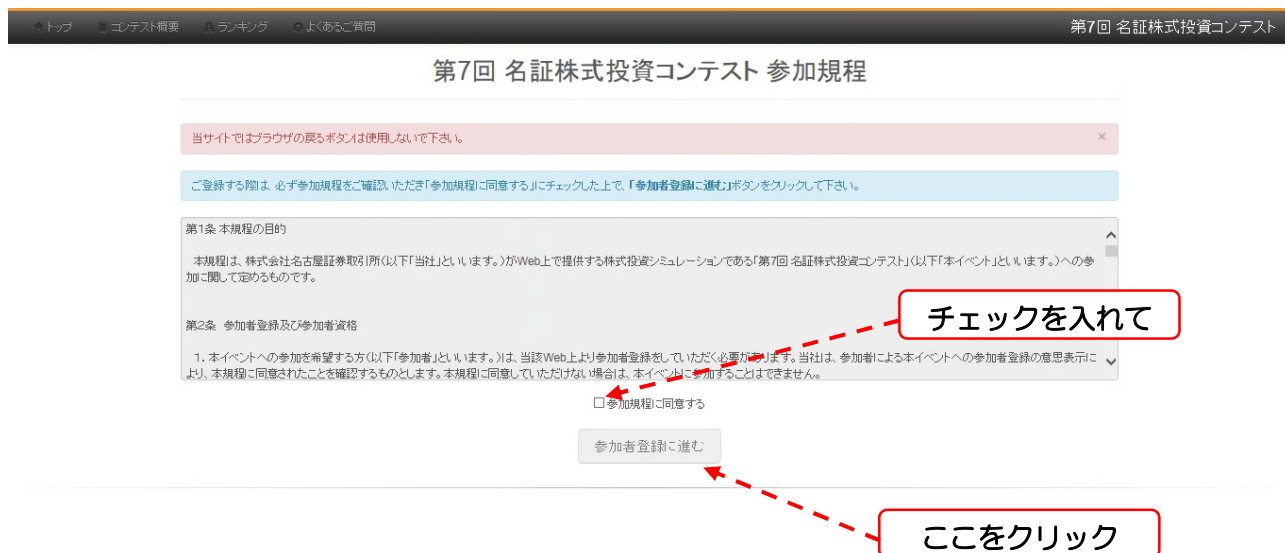 トップ コンテスト概要 ランキング よくあるご質問 第7回 名証株式投資コンテスト
第7回 名証株式投資コンテスト 参加規程
当サイトではブラウザの戻るボタンは使用しないで下さい。 ×
ご登録する際は、必ず参加規程をご確認いただき「参加規程に同意する」にチェックした上で、「参加者登録に進む」ボタンをクリックして下さい。
第1条 本規程の目的
本規程は、株式会社名古屋証券取引所(以下「当社」といいます。)がWeb上で提供する株式投資シミュレーションである「第7回 名証株式投資コンテスト」(以下「本イベント」といいます。)への参
加に関して定めるものです。
第2条 参加者登録及び参加者資格
チェックを入れて
1. 本イベントへの参加を希望する方(以下「参加者」といいます。)は、当該Web上より参加者登録をしていただく必要があります。当社は、参加者による本イベントへの参加者登録の意思表示に
より、本規程に同意されたことを確認するものとします。本規程に同意していただけない場合は、本イベントに参加することはできません。
参加規程に同意する
参加者登録に進む
ここをクリック